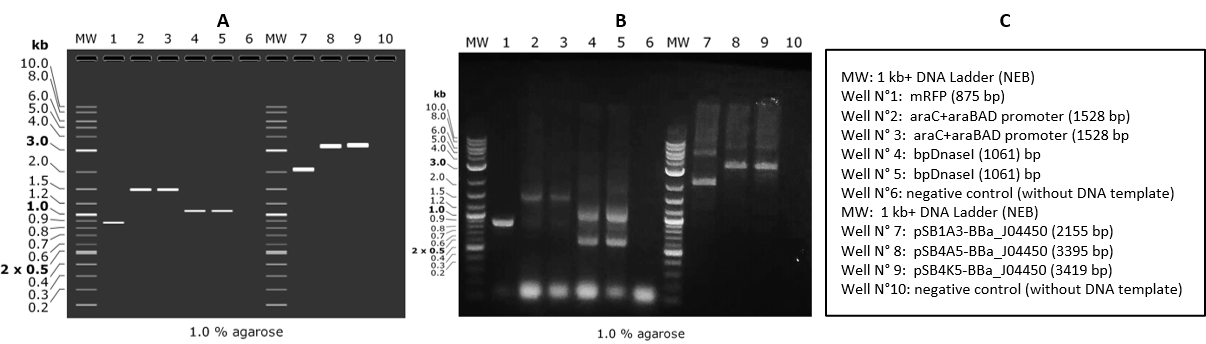 A
B
C
MW 1 2 3 4 5 6 MW 7 8 9 10
kb
10.0
8.0
6.0
5.0
4.0
3.0
2.0
1.5
1.2
1.0
0.9
0.8
0.7
0.6
2 x 0.5
0.4
0.3
0.2
1.0 % agarose
MW 1 2 3 4 5 6 MW 7 8 9 10
kb
10.0
8.0
6.0
5.0
4.0
3.0
2.0
1.5
1.2
1.0
0.9
0.8
0.7
0.6
2 x 0.5
0.4
0.3
0.2
1.0 % agarose
MW: 1 kb+ DNA Ladder (NEB)
Well N°1: mRFP (875 bp)
Well N°2: araC+araBAD promoter (1528 bp)
Well N° 3: araC+araBAD promoter (1528 bp
Well N° 4: bpDnaseI (1061) bp
Well N° 5: bpDnaseI (1061) bp
Well N°6: negative control (without DNA template)
MW: 1 kb+ DNA Ladder (NEB)
Well N° 7: pSB1A3-BBa_J04450 (2155 bp)
Well N° 8: pSB4A5-BBa_J04450 (3395 bp)
Well N° 9: pSB4K5-BBa_J04450 (3419 bp)
Well N°10: negative control (without DNA template)